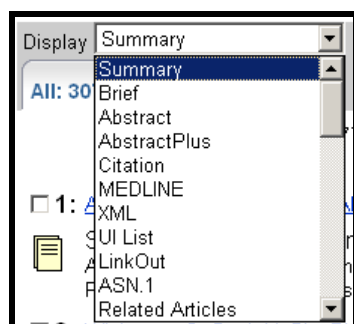 Display Summary
Summary
All: 30
Brief
Abstract
AbstractPlus
Citation
MEDLINE
1:
XML
UI List
LinkOut
ASN.1
Related Articles